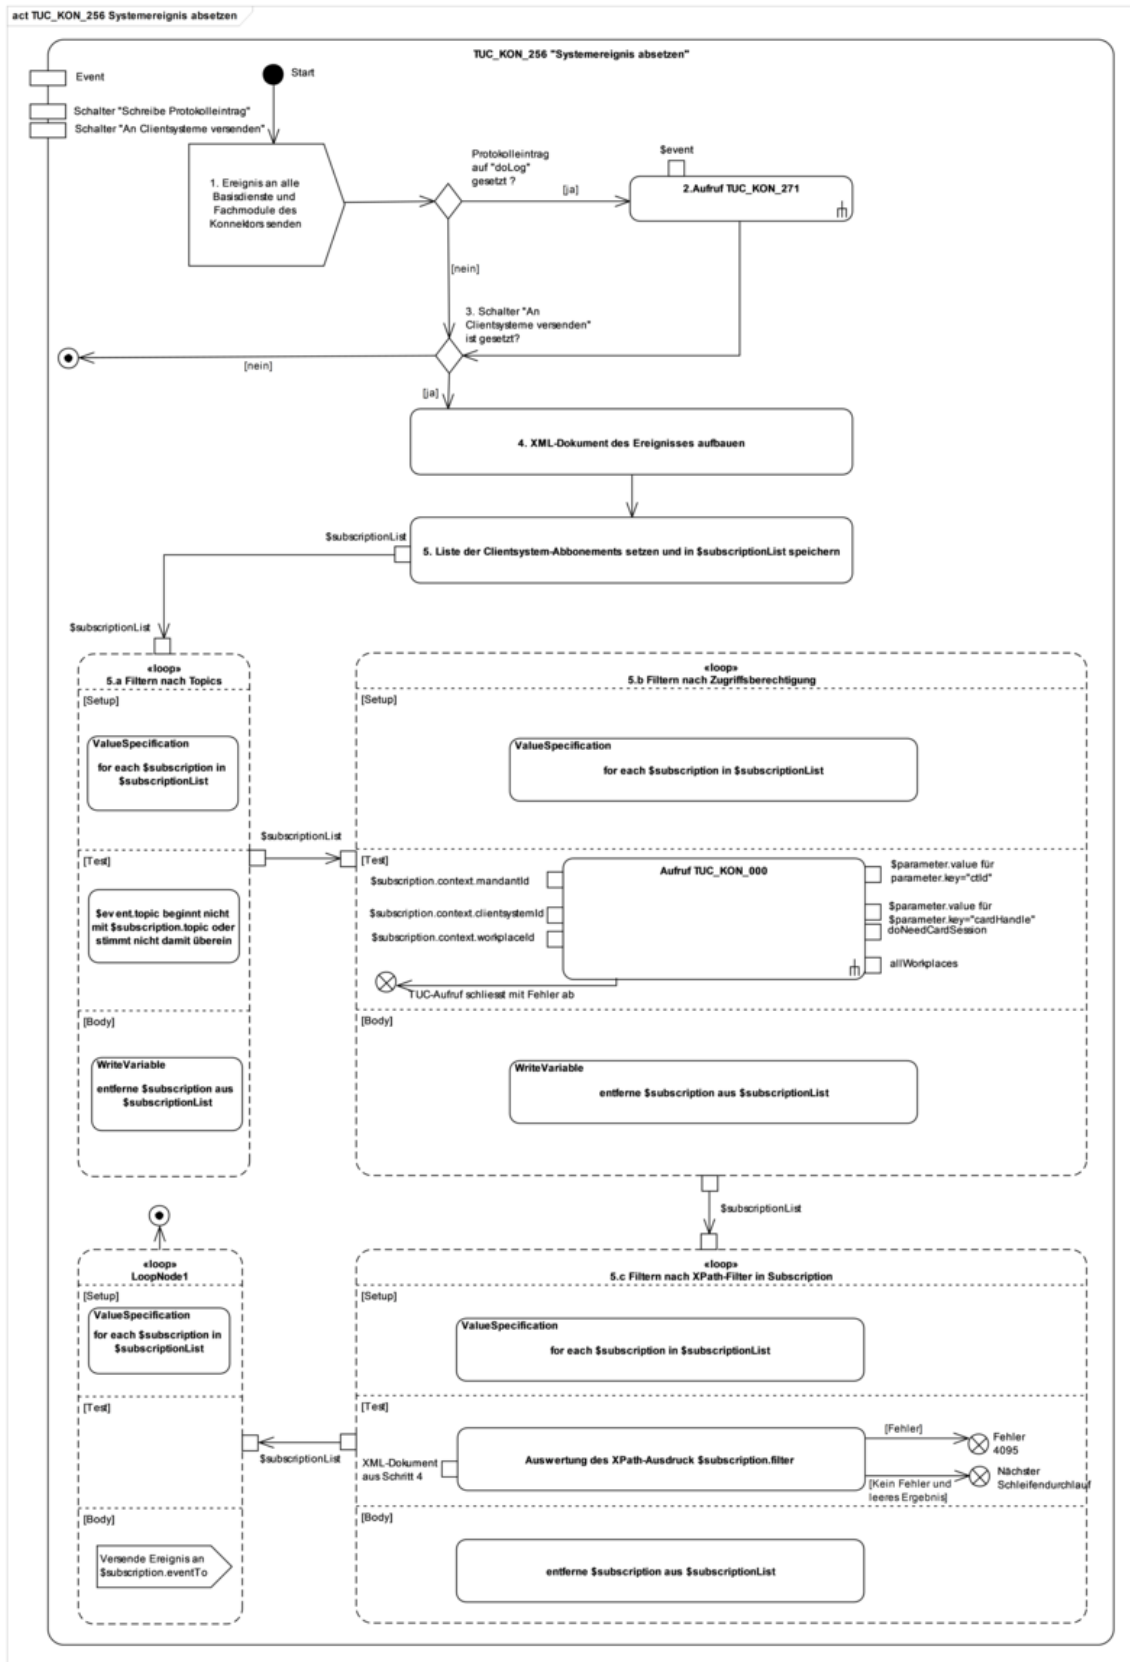 act TUC_KON_256 Systemereignis absetzen
TUC_KON_256 "Systemereignis absetzen"
Event
Start
Schalter "Schreibe Protokolleintrag"
Schalter "An Clientsysteme versenden"
1. Ereignis an alle
Basisdienste und
Fachmodule des
Konnektors senden
Protokolleintrag
auf "doLog"
gesetzt ?
[ja]
$event
2.Aufruf TUC_KON_271
[nein]
3. Schalter "An
Clientsysteme versenden"
ist gesetzt?
[nein]
[ja]
4. XML-Dokument des Ereignisses aufbauen
$subscriptionList
5. Liste der Clientsystem-Abbonements setzen und in $subscriptionList speichern
$subscriptionList
«loop»
5.a Filtern nach Topics
[Setup]
ValueSpecification
for each $subscription in
$subscriptionList
[Test]
$event.topic beginnt nicht
mit $subscription.topic oder
stimmt nicht damit überein
[Body]
WriteVariable
entferne $subscription aus
$subscriptionList
$subscriptionList
«loop»
5.b Filtern nach Zugriffsberechtigung
[Setup]
ValueSpecification
for each $subscription in $subscriptionList
[Test]
Aufruf TUC_KON_000
$subscription.context.mandantId
$subscription.context.clientsystemId
$subscription.context.workplaceId
$parameter.value für
parameter.key="ctId"
$parameter.value für
$parameter.key="cardHandle"
doNeedCardSession
allWorkplaces
TUC-Aufruf schliesst mit Fehler ab
[Body]
WriteVariable
entferne $subscription aus $subscriptionList
$subscriptionList
«loop»
5.c Filtern nach XPath-Filter in Subscription
[Setup]
ValueSpecification
for each $subscription in $subscriptionList
[Test]
XML-Dokument
aus Schritt 4
Auswertung des XPath-Ausdruck $subscription.filter
[Fehler]
Fehler
4095
[Kein Fehler und
leeres Ergebnis]
Nächster
Schleifendurchlauf
[Body]
entferne $subscription aus $subscriptionList
$subscriptionList
«loop»
LoopNode1
[Setup]
ValueSpecification
for each $subscription in
$subscriptionList
[Test]
[Body]
Versende Ereignis an
$subscription.eventTo